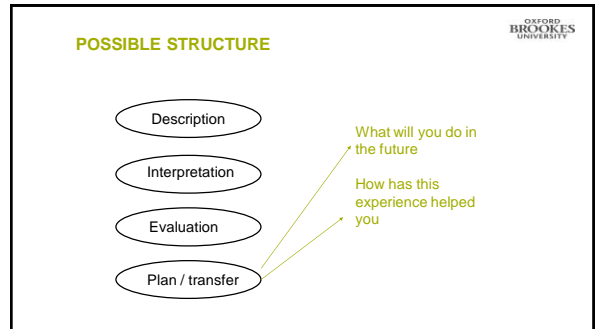 OXFORD
BROOKES
UNIVERSITY
POSSIBLE STRUCTURE
Description
Interpretation
Evaluation
Plan / transfer
What will you do in
the future
How has this
experience helped
you